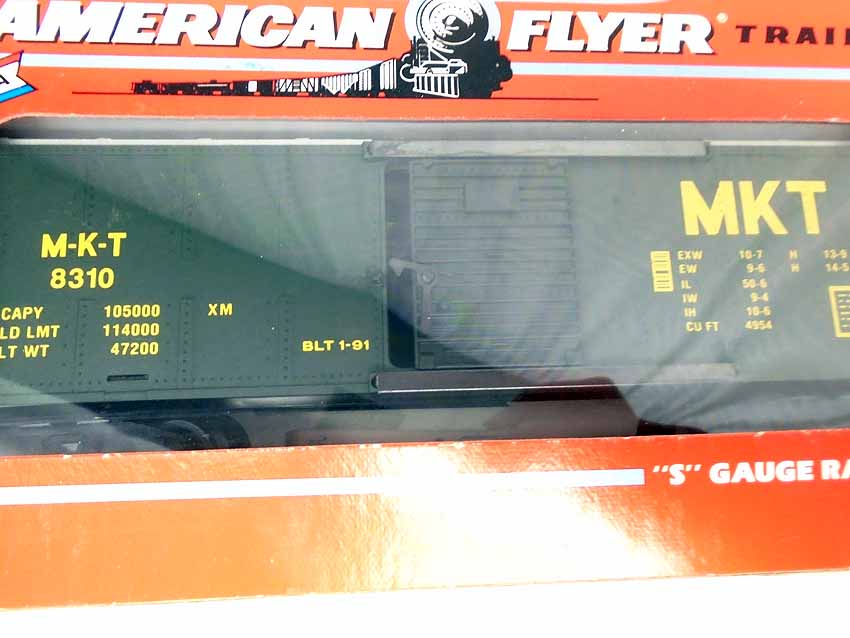 AMERICAN FLYER® TRAI
M-K-T
8310
CAPY 105000 XM
LD LMT 114000
LT WT 47200
BLT 1-91
MKT
EXW 10-7 H 13-9
EW 9-6 H 14-5
IL 50-6
IW 9-4
IH 10-6
CU FT 4954
"S" GAUGE RA